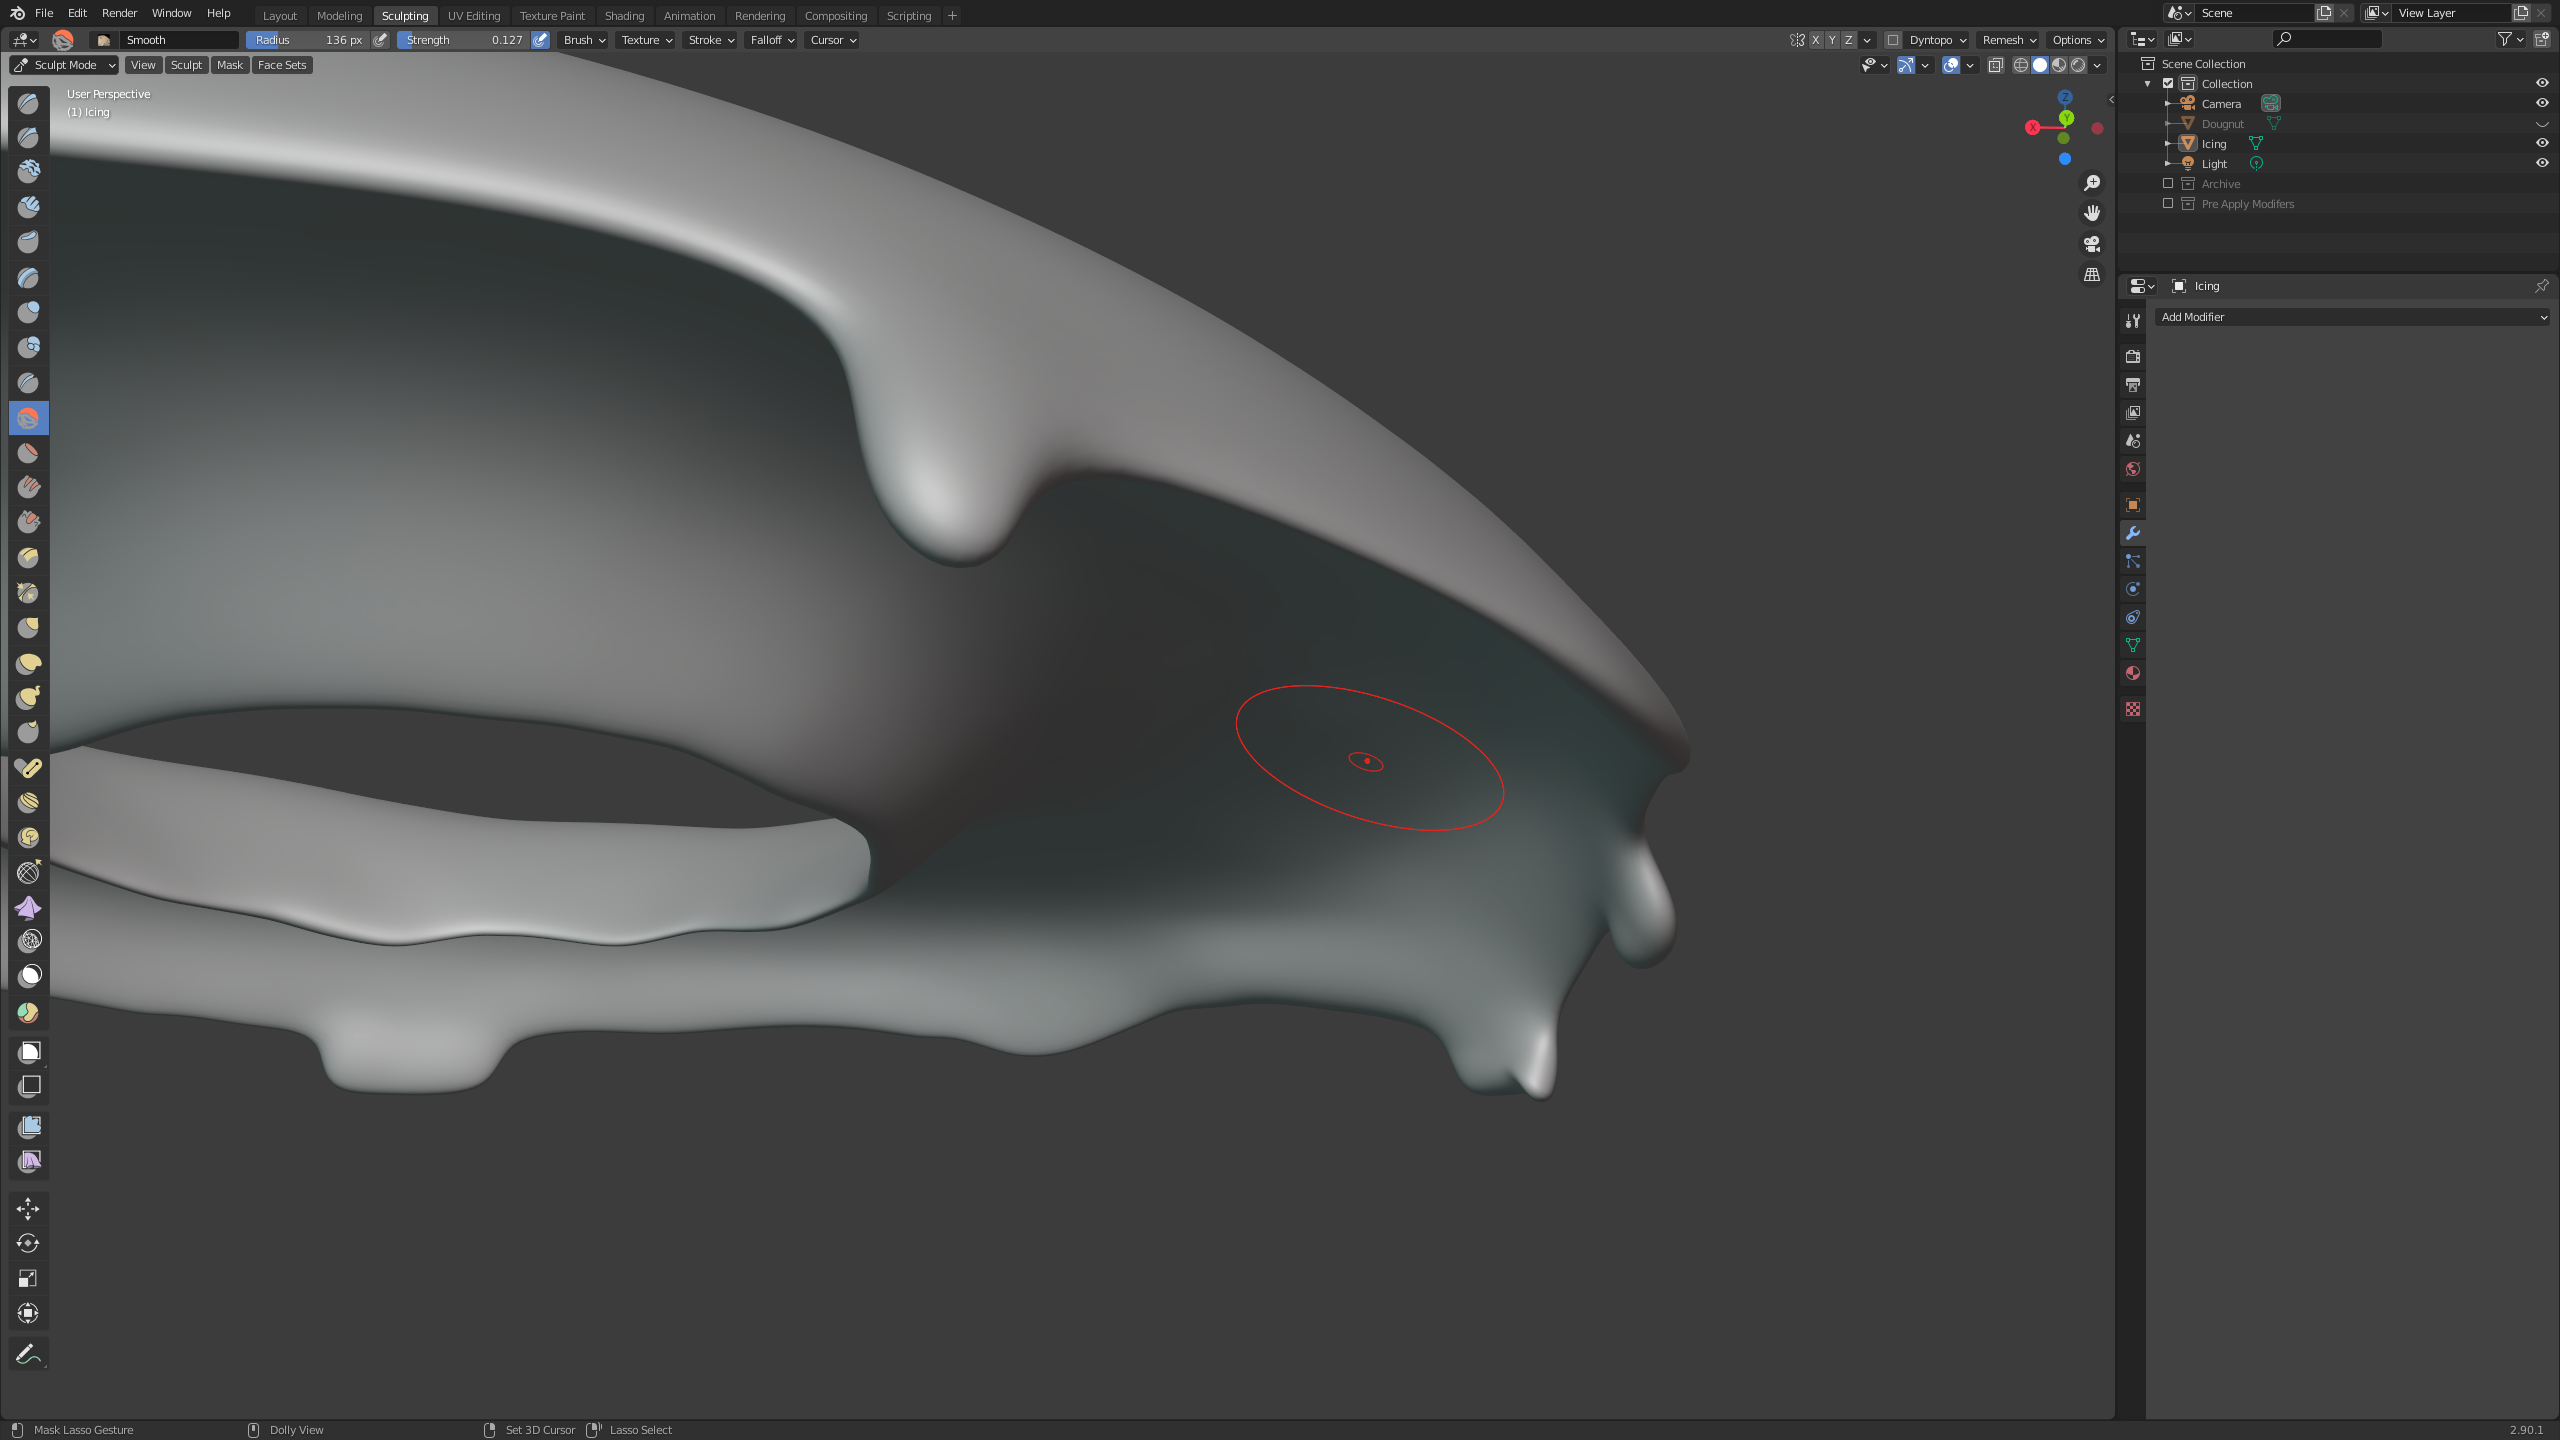 File Edit Render Window Help Layout Modeling Sculpting UV Editing Texture Paint Shading Animation Rendering Compositing Scripting + Scene View Layer
Smooth Radius 136 px Strength 0.127 Brush Texture Stroke Falloff Cursor X Y Z Dyntopo Remesh Options
Sculpt Mode View Sculpt Mask Face Sets
User Perspective
(1) Icing
Z
Y
X
Scene Collection
Collection
Camera
Dougnut
Icing
Light
Archive
Pre Apply Modifers
Icing
Add Modifier
Mask Lasso Gesture Dolly View Set 3D Cursor Lasso Select 2.90.1